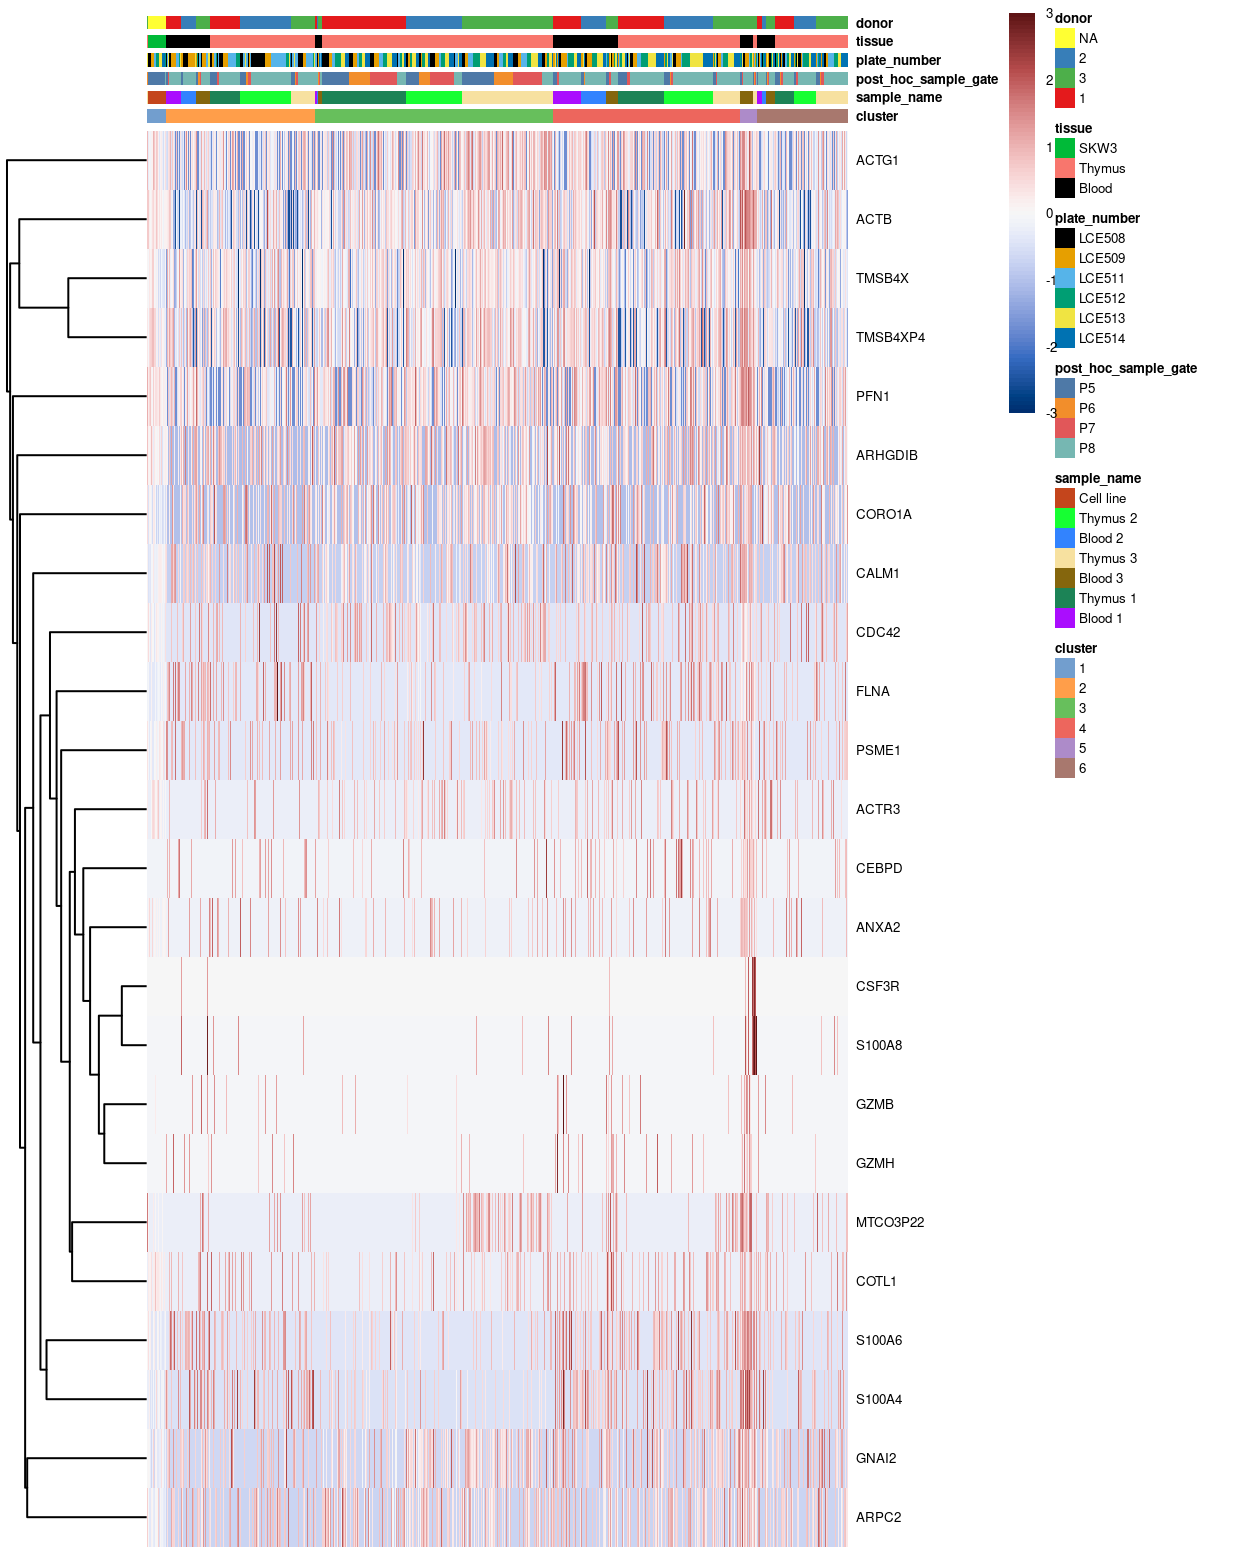 donor
tissue
plate_number
post_hoc_sample_gate
sample_name
cluster
ACTG1
ACTB
TMSB4X
TMSB4XP4
PFN1
ARHGDIB
CORO1A
CALM1
CDC42
FLNA
PSME1
ACTR3
CEBPD
ANXA2
CSF3R
S100A8
GZMB
GZMH
MTCO3P22
COTL1
S100A6
S100A4
GNAI2
ARPC2
3
2
1
0
-1
-2
-3
donor
NA
2
3
1
tissue
SKW3
Thymus
Blood
plate_number
LCE508
LCE509
LCE511
LCE512
LCE513
LCE514
post_hoc_sample_gate
P5
P6
P7
P8
sample_name
Cell line
Thymus 2
Blood 2
Thymus 3
Blood 3
Thymus 1
Blood 1
cluster
1
2
3
4
5
6